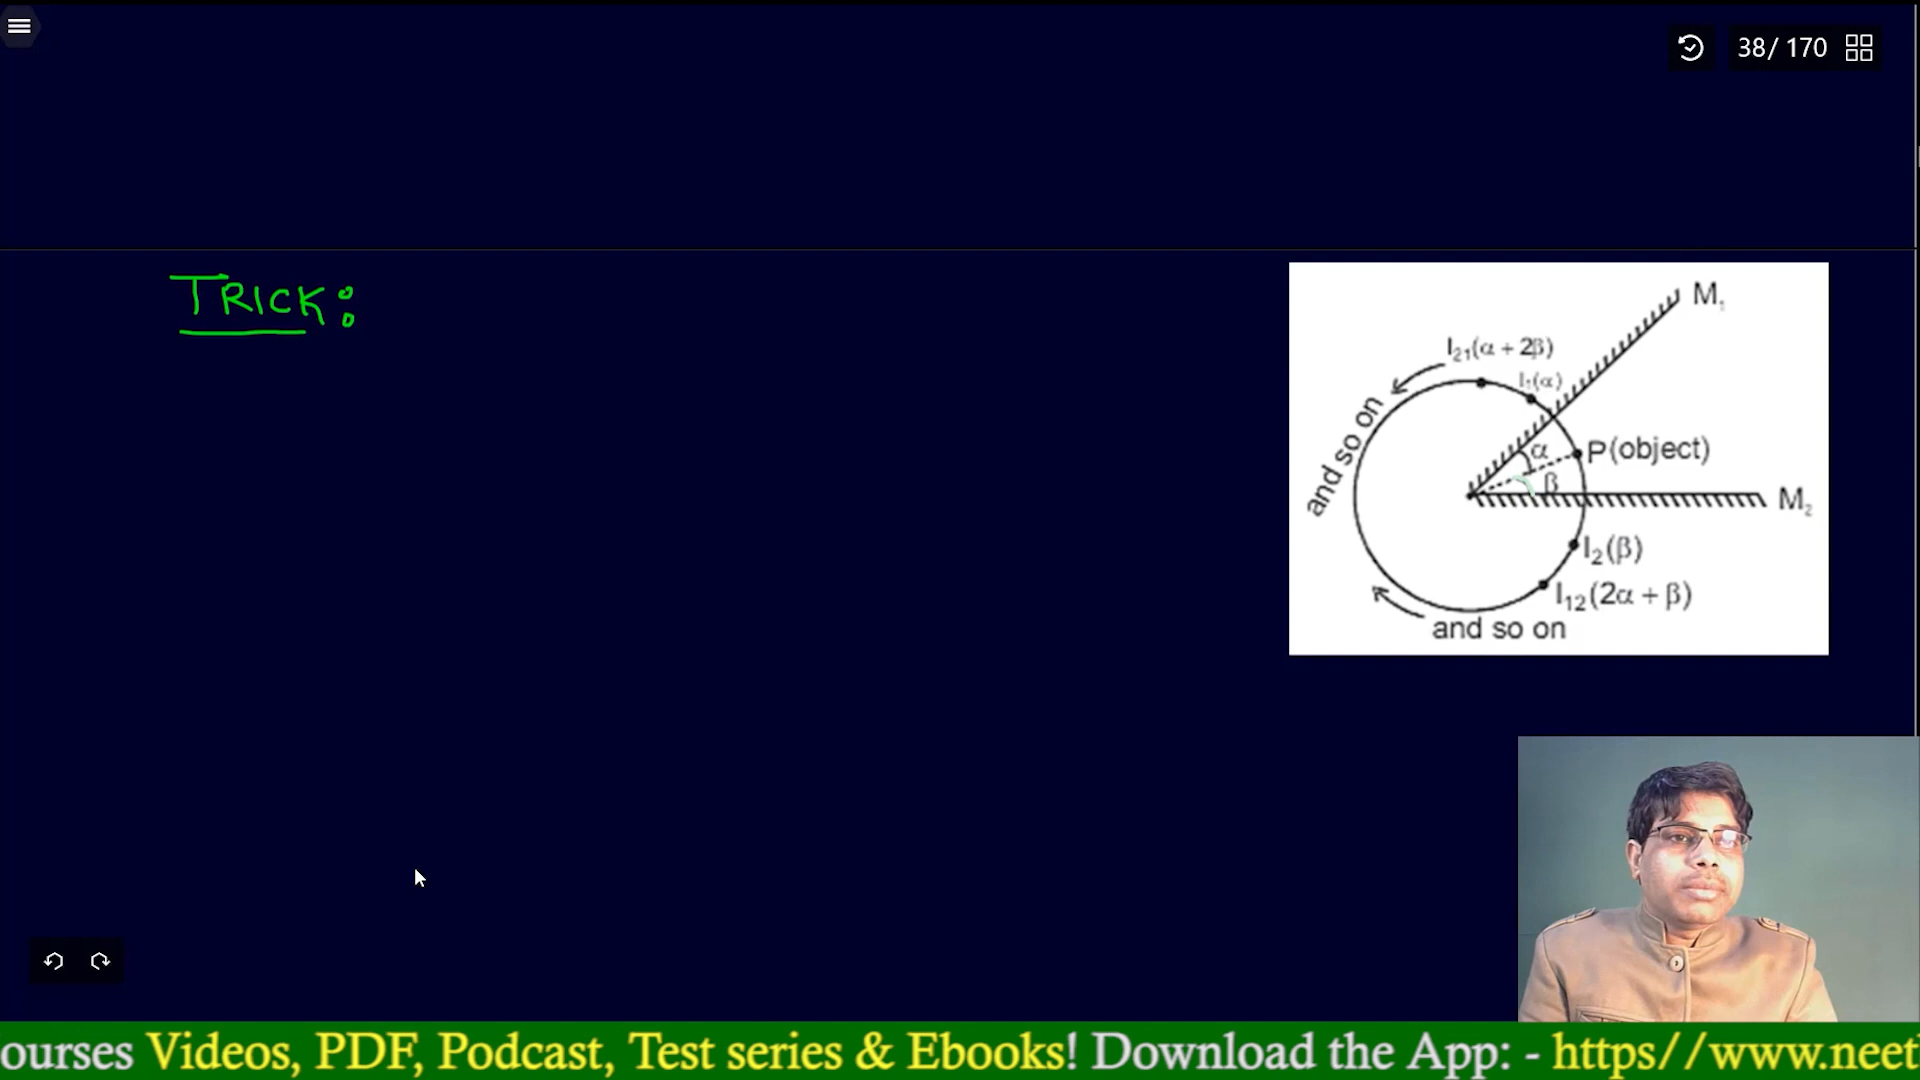 38/ 170
TRICK:
M₁
I₂₁(α + 2β)
I₁(α)
and so on
α
P(object)
β
M₂
I₂(β)
I₁₂(2α + β)
and so on
ourses Videos, PDF, Podcast, Test series & Ebooks! Download the App: - https//www.neet